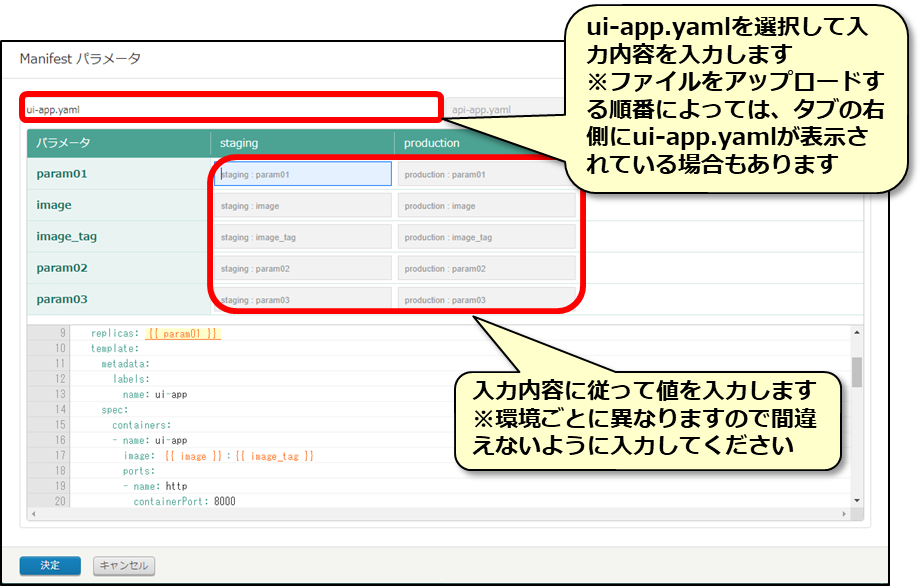 ui-app.yamlを選択して入
力内容を入力します
※ファイルをアップロードす
る順番によっては、タブの右
側にui-app.yamlが表示さ
れている場合もあります
Manifest パラメータ
ui-app.yaml
api-app.yaml
パラメータ staging production
param01 staging : param01 production : param01
image staging : image production : image
image_tag staging : image_tag production : image_tag
param02 staging : param02 production : param02
param03 staging : param03 production : param03
9 replicas: {{ param01 }}
10 template:
11 metadata:
12 labels:
13 name: ui-app
14 spec:
15 containers:
16 - name: ui-app
17 image: {{ image }}:{{ image_tag }}
18 ports:
19 - name: http
20 containerPort: 8000
入力内容に従って値を入力します
※環境ごとに異なりますので間違
えないように入力してください
決定 キャンセル